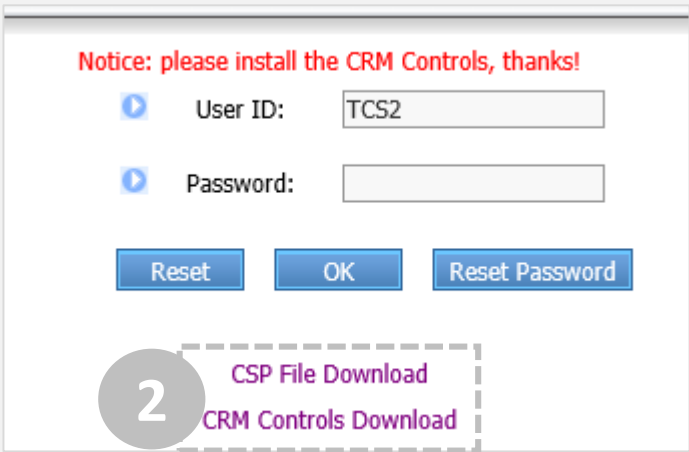 Notice: please install the CRM Controls, thanks!
User ID: TCS2
Password:
Reset OK Reset Password
CSP File Download
2
CRM Controls Download